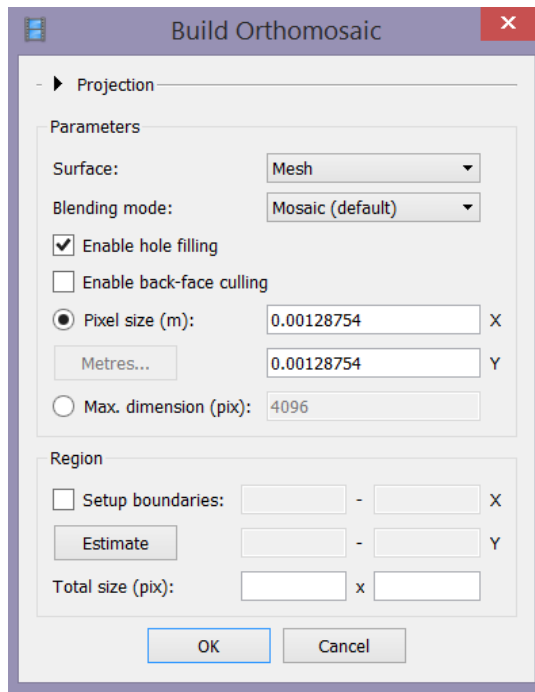 Build Orthomosaic
Projection
Parameters
Surface: Mesh
Blending mode: Mosaic (default)
Enable hole filling
Enable back-face culling
Pixel size (m): 0.00128754 X
Metres... 0.00128754 Y
Max. dimension (pix): 4096
Region
Setup boundaries: - X
Estimate - Y
Total size (pix): x
OK Cancel